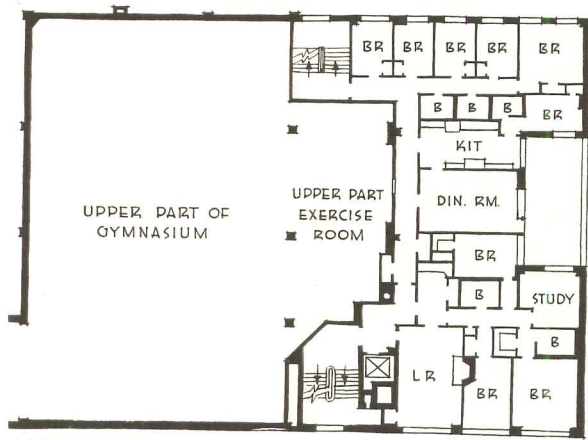 BR
BR
BR
BR
BR
B
B
B
BR
KIT
UPPER PART OF
GYMNASIUM
UPPER PART
EXERCISE
ROOM
DIN. RM.
BR
B
STUDY
B
LR
BR
BR